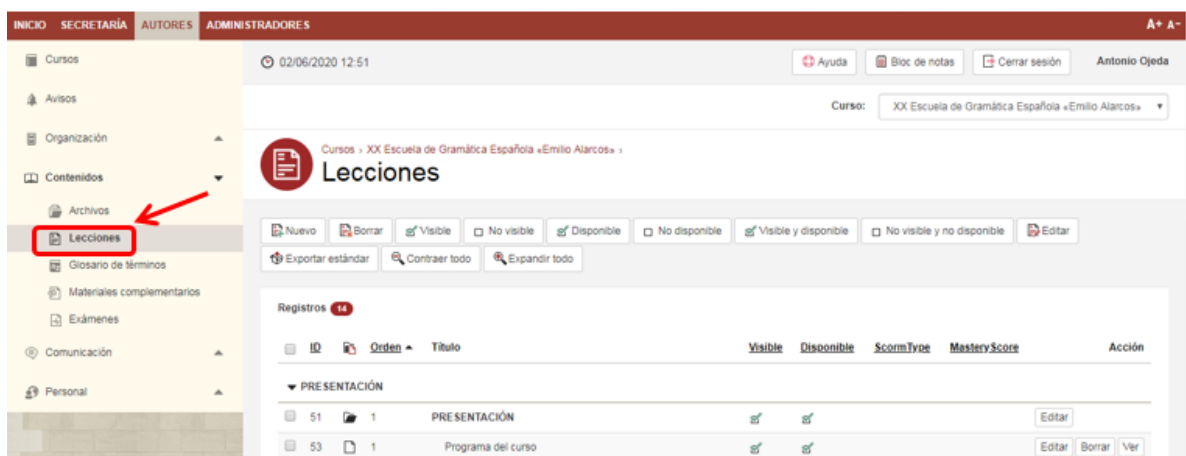 INICIO SECRETARÍA AUTORES ADMINISTRADORES A+ A-
Cursos
02/06/2020 12:51 Ayuda Bloc de notas Cerrar sesión Antonio Ojeda
Avisos
Curso: XX Escuela de Gramática Española «Emilio Alarcos»
Organización
Cursos › XX Escuela de Gramática Española «Emilio Alarcos» ›
Lecciones
Contenidos
Archivos
Lecciones
Glosario de términos
Materiales complementarios
Exámenes
Comunicación
Personal
Nuevo Borrar Visible No visible Disponible No disponible Visible y disponible No visible y no disponible Editar
Exportar estándar Contraer todo Expandir todo
Registros 14
ID Orden Título Visible Disponible ScormType MasteryScore Acción
PRESENTACIÓN
51 1 PRESENTACIÓN Editar
53 1 Programa del curso Editar Borrar Ver